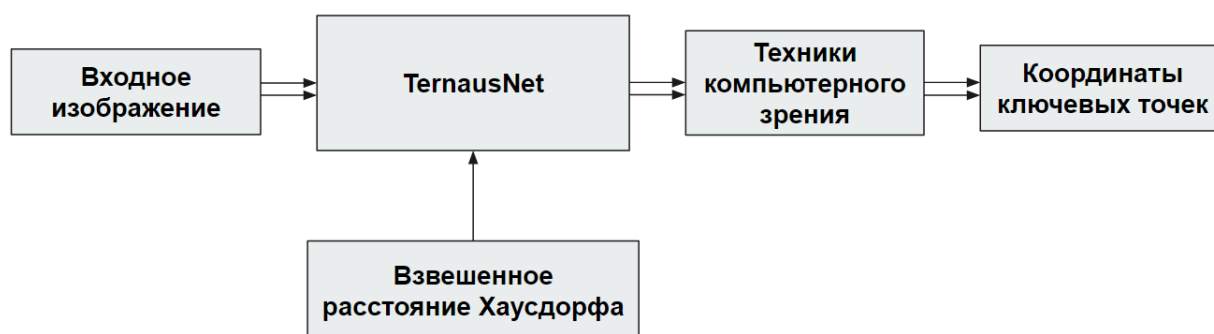 Входное
изображение
TernausNet
Техники
компьютерного
зрения
Координаты
ключевых точек
Взвешенное
расстояние Хаусдорфа